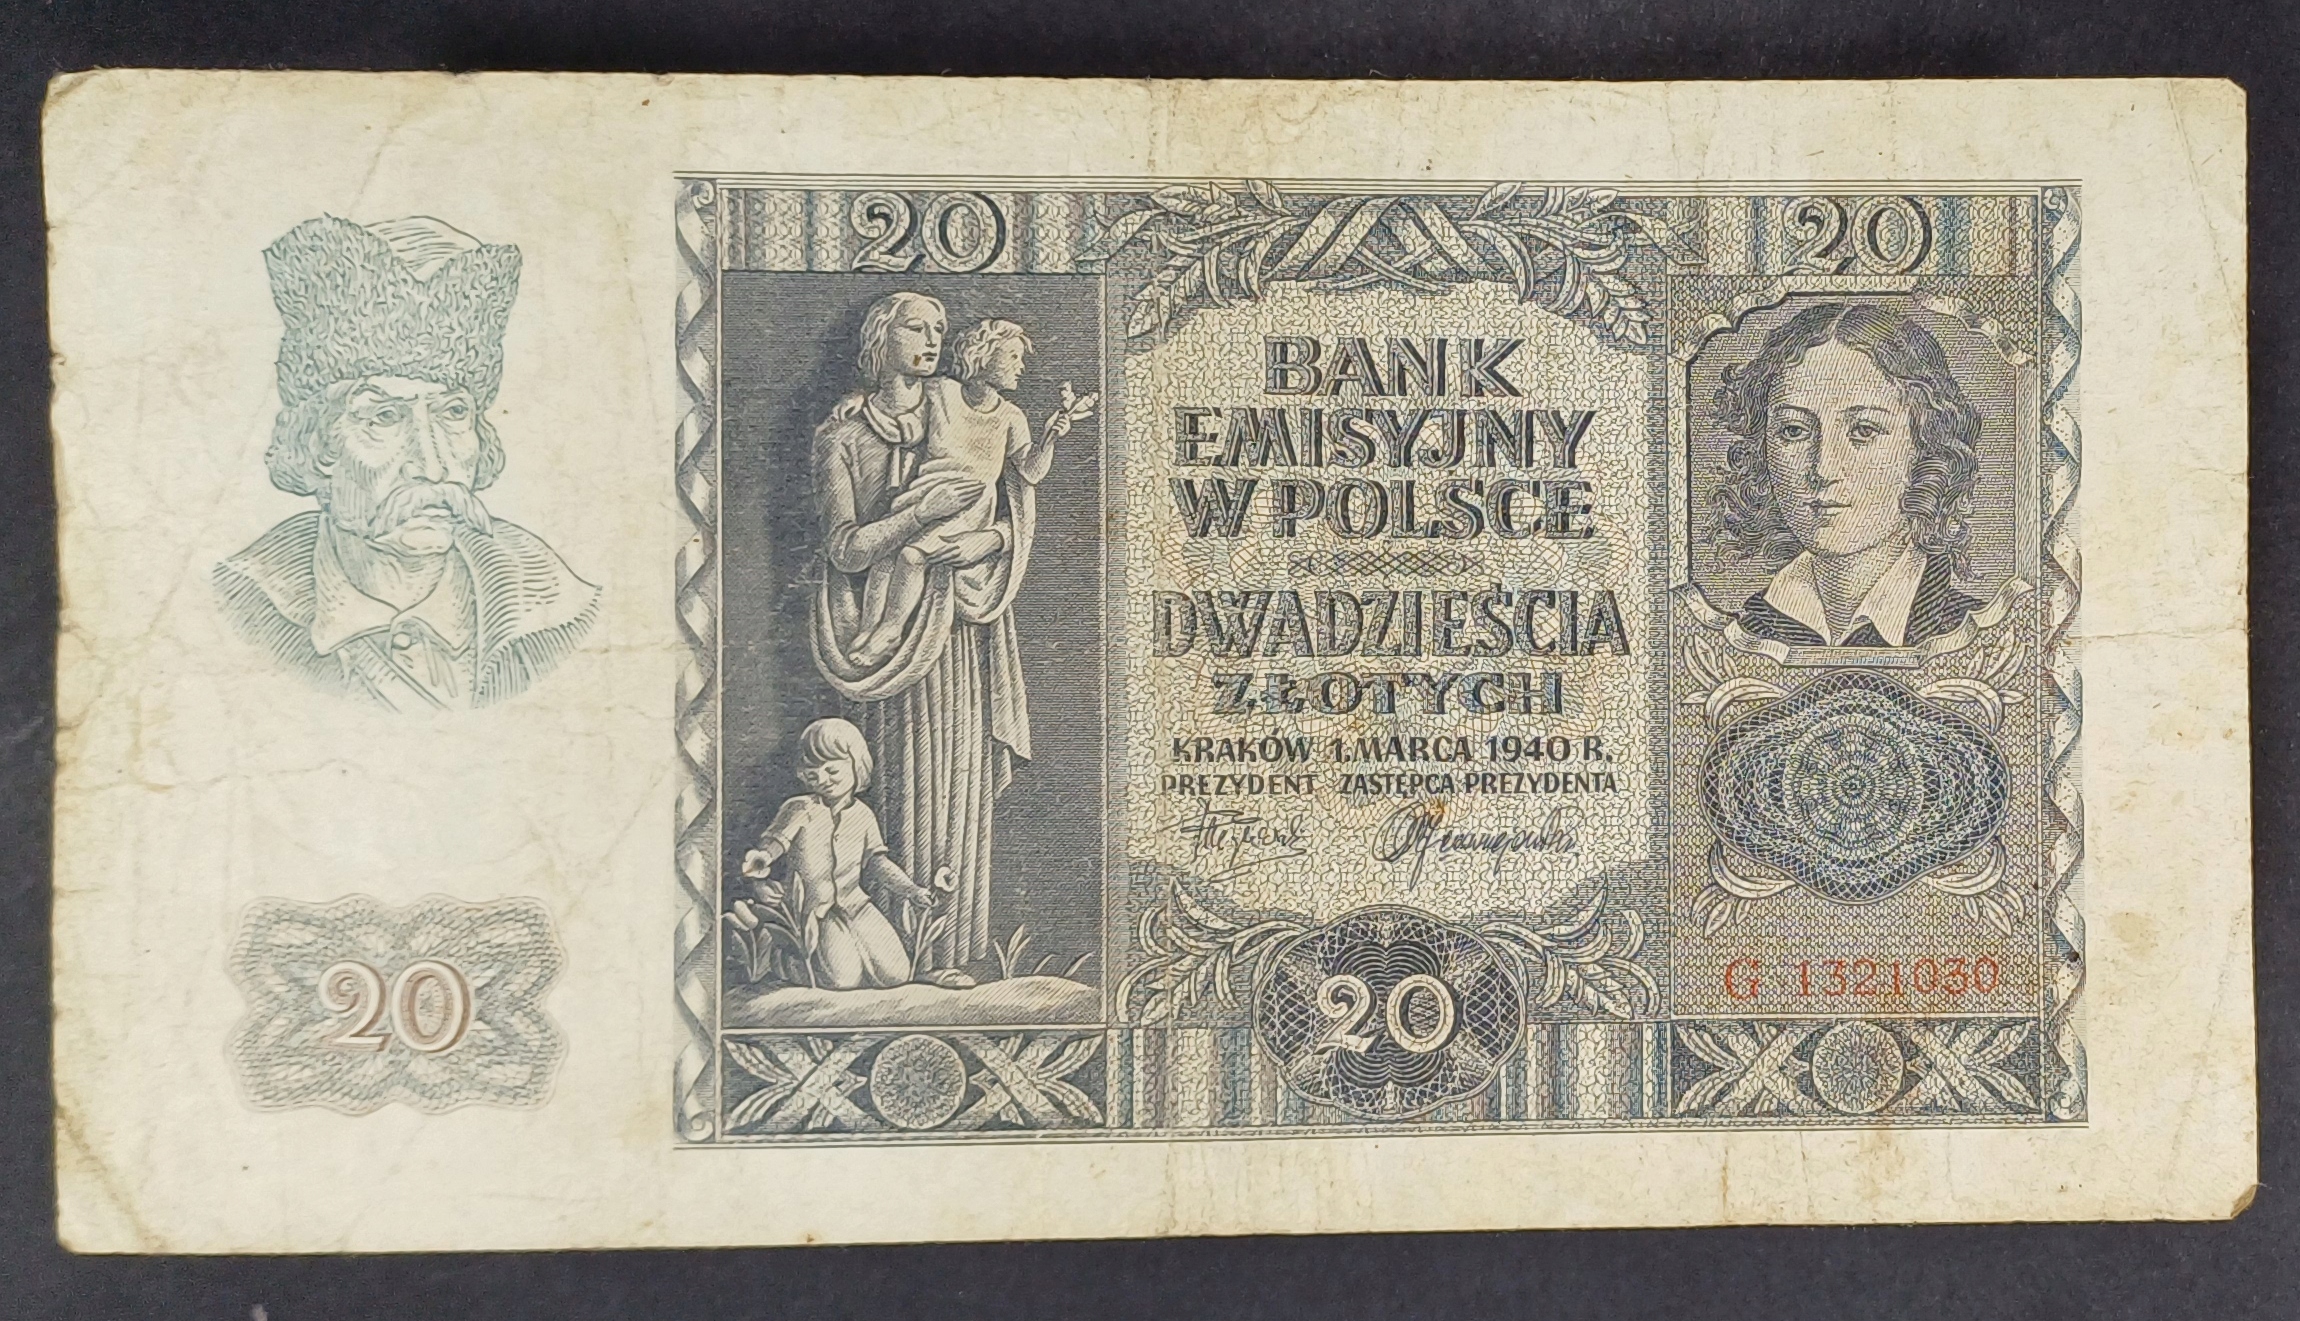 20
20
BANK
EMISYJNY
W POLSCE
DWADZIEŚCIA
ZŁOTYCH
KRAKÓW 1. MARCA 1940 R.
PREZYDENT ZASTĘPCA PREZYDENTA
G 1321030
20
20